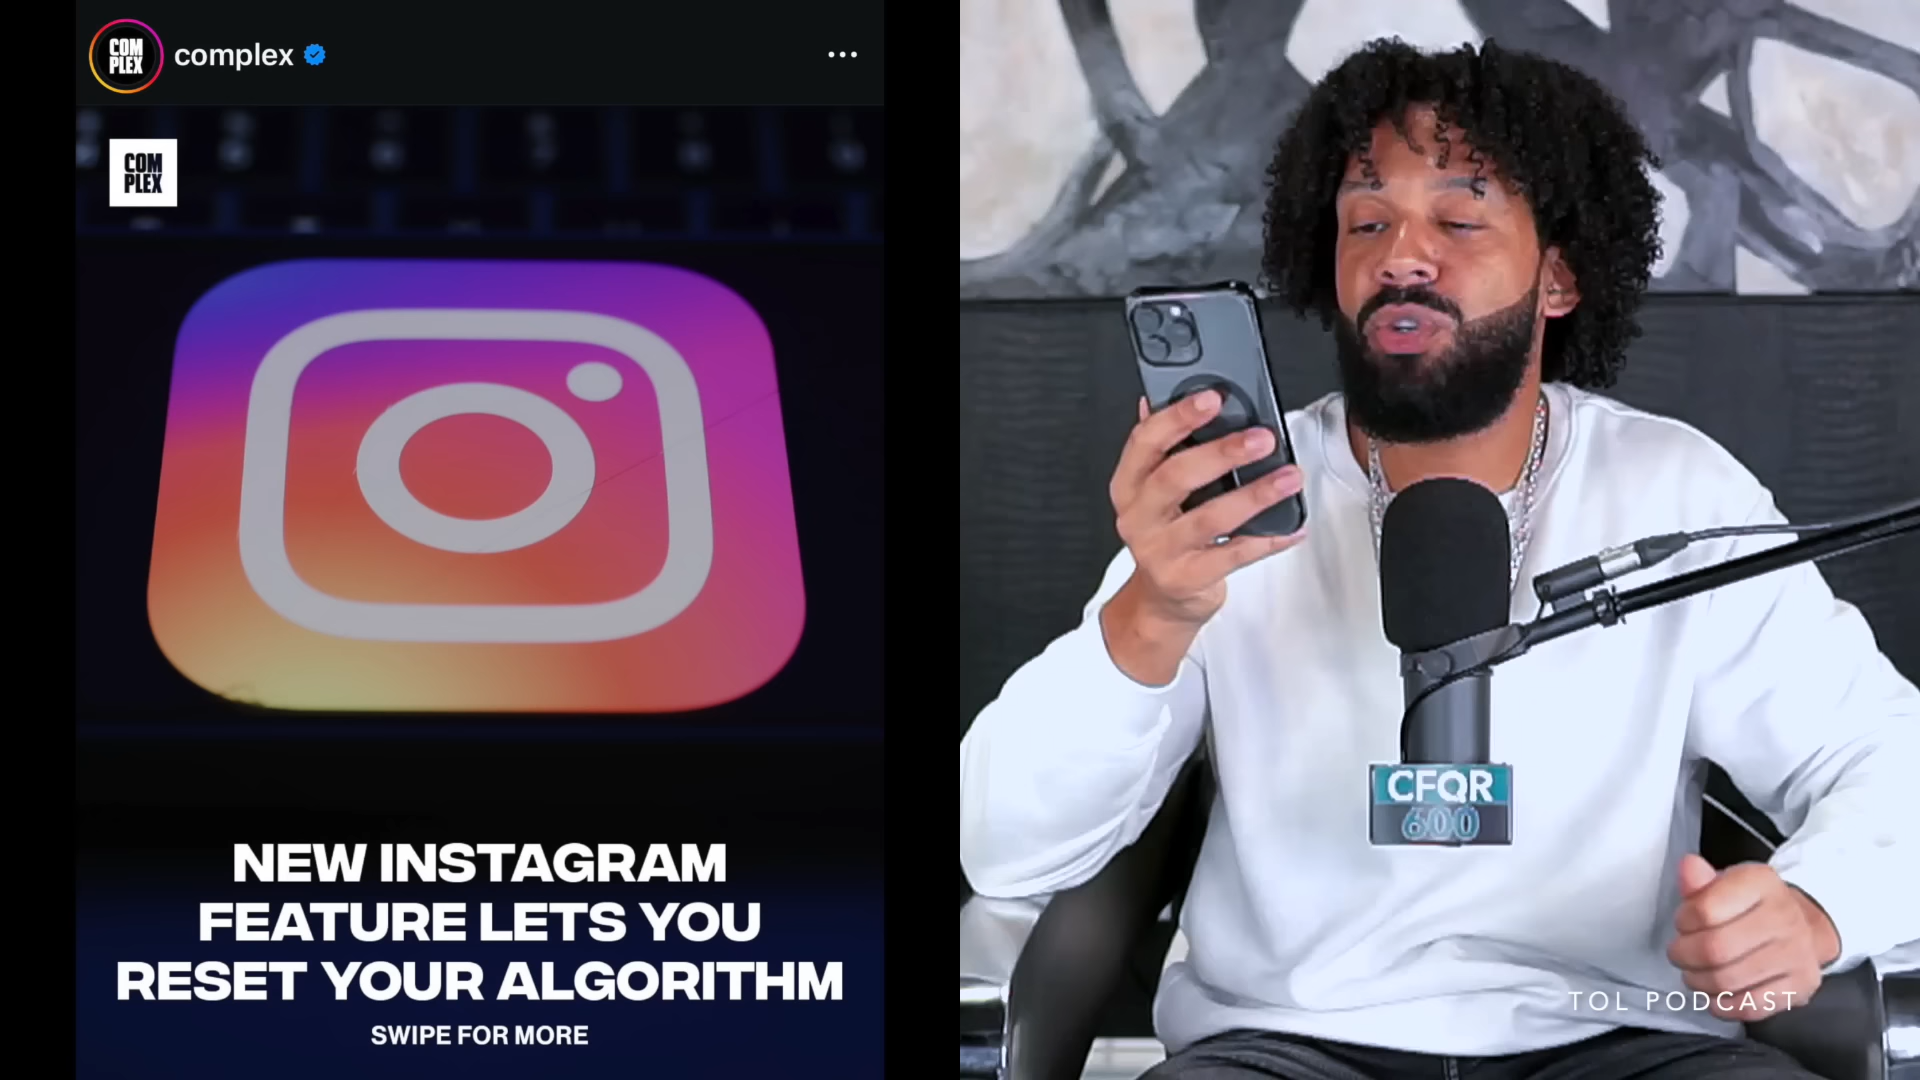 COM
PLEX
complex
COM
PLEX
NEW INSTAGRAM
FEATURE LETS YOU
RESET YOUR ALGORITHM
SWIPE FOR MORE
CFQR
600
TOL PODCAST